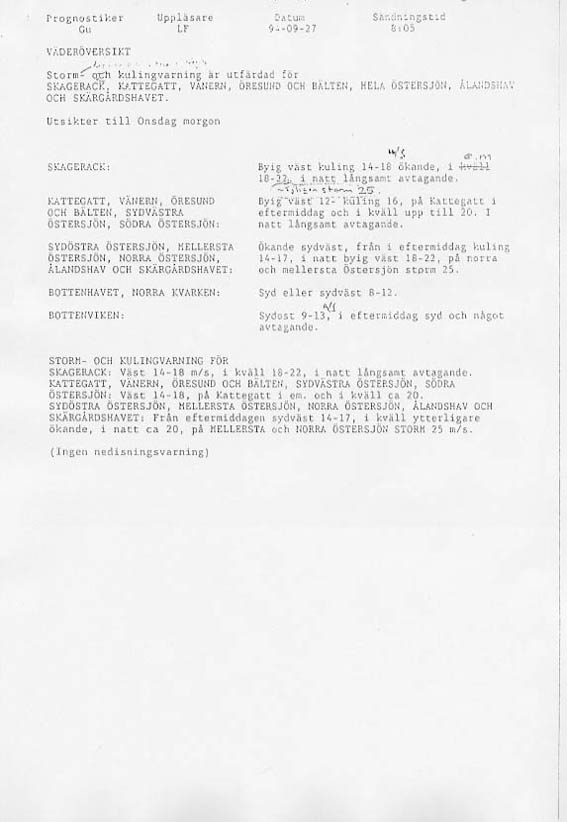 Prognostiker Uppläsare Datum Sändningstid
Gu LF 94-09-27 8:05
VÄDERÖVERSIKT
Storm- och kulingvarning är utfärdad för
SKAGERACK, KATTEGATT, VÄNERN, ÖRESUND OCH BÄLTEN, HELA ÖSTERSJÖN, ÅLANDSHAV
OCH SKÄRGÅRDSHAVET.
Utsikter till Onsdag morgon
m/s
SKAGERACK: Byig väst kuling 14-18 ökande, i kväll
18-22, i natt långsamt avtagande.
storm 25.
KATTEGATT, VÄNERN, ÖRESUND Byig väst 12- kuling 16, på Kattegatt i
OCH BÄLTEN, SYDVÄSTRA eftermiddag och i kväll upp till 20. I
ÖSTERSJÖN, SÖDRA ÖSTERSJÖN: natt långsamt avtagande.
SYDÖSTRA ÖSTERSJÖN, MELLERSTA Ökande sydväst, från i eftermiddag kuling
ÖSTERSJÖN, NORRA ÖSTERSJÖN, 14-17, i natt byig väst 18-22, på norra
ÅLANDSHAV OCH SKÄRGÅRDSHAVET: och mellersta Östersjön storm 25.
BOTTENHAVET, NORRA KVARKEN: Syd eller sydväst 8-12.
BOTTENVIKEN: Sydost 9-13, i eftermiddag syd och något
avtagande.
STORM- OCH KULINGVARNING FÖR
SKAGERACK: Väst 14-18 m/s, i kväll 18-22, i natt långsamt avtagande.
KATTEGATT, VÄNERN, ÖRESUND OCH BÄLTEN, SYDVÄSTRA ÖSTERSJÖN, SÖDRA
ÖSTERSJÖN: Väst 14-18, på Kattegatt i em. och i kväll ca 20.
SYDÖSTRA ÖSTERSJÖN, MELLERSTA ÖSTERSJÖN, NORRA ÖSTERSJÖN, ÅLANDSHAV OCH
SKÄRGÅRDSHAVET: Från eftermiddagen sydväst 14-17, i kväll ytterligare
ökande, i natt ca 20, på MELLERSTA och NORRA ÖSTERSJÖN STORM 25 m/s.
(Ingen nedisningsvarning)